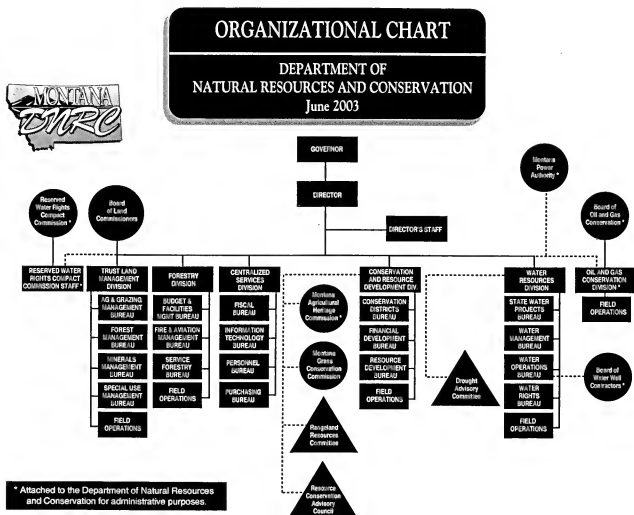 ORGANIZATIONAL CHART
DEPARTMENT OF
NATURAL RESOURCES AND CONSERVATION
June 2003
MONTANA
DNRC
GOVERNOR
DIRECTOR
DIRECTOR'S STAFF
Montana
Power
Authority *
Reserved
Water Rights
Compact
Commission *
Board
of Land
Commissioners
Board of
Oil and Gas
Conservation *
RESERVED WATER
RIGHTS COMPACT
COMMISSION STAFF *
TRUST LAND
MANAGEMENT
DIVISION
AG & GRAZING
MANAGEMENT
BUREAU
FOREST
MANAGEMENT
BUREAU
MINERALS
MANAGEMENT
BUREAU
SPECIAL USE
MANAGEMENT
BUREAU
FIELD
OPERATIONS
FORESTRY
DIVISION
BUDGET &
FACILITIES
MGMT BUREAU
FIRE & AVIATION
MANAGEMENT
BUREAU
SERVICE
FORESTRY
BUREAU
FIELD
OPERATIONS
CENTRALIZED
SERVICES
DIVISION
FISCAL
BUREAU
INFORMATION
TECHNOLOGY
BUREAU
PERSONNEL
BUREAU
PURCHASING
BUREAU
Montana
Agricultural
Heritage
Commission *
Montana
Grass
Conservation
Commission
Rangeland
Resources
Committee
Resource
Conservation
Advisory
Council
CONSERVATION
AND RESOURCE
DEVELOPMENT DIV.
CONSERVATION
DISTRICTS
BUREAU
FINANCIAL
DEVELOPMENT
BUREAU
RESOURCE
DEVELOPMENT
BUREAU
FIELD
OPERATIONS
Drought
Advisory
Committee
WATER
RESOURCES
DIVISION
STATE WATER
PROJECTS
BUREAU
WATER
MANAGEMENT
BUREAU
WATER
OPERATIONS
BUREAU
WATER
RIGHTS
BUREAU
FIELD
OPERATIONS
Board of
Water Well
Contractors *
OIL AND GAS
CONSERVATION
DIVISION *
FIELD
OPERATIONS
* Attached to the Department of Natural Resources
and Conservation for administrative purposes.